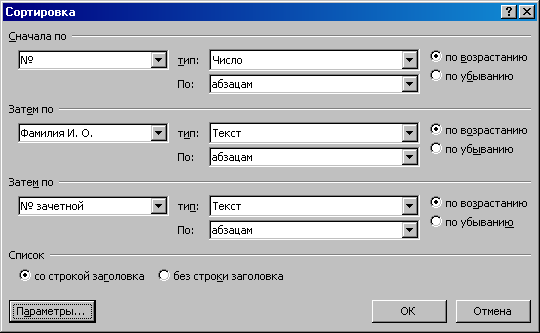 Сортировка
Сначала по
№ тип: Число по возрастанию
По: абзацам по убыванию
Затем по
Фамилия И. О. тип: Текст по возрастанию
По: абзацам по убыванию
Затем по
№ зачетной тип: Текст по возрастанию
По: абзацам по убыванию
Список
со строкой заголовка без строки заголовка
Параметры... OK Отмена